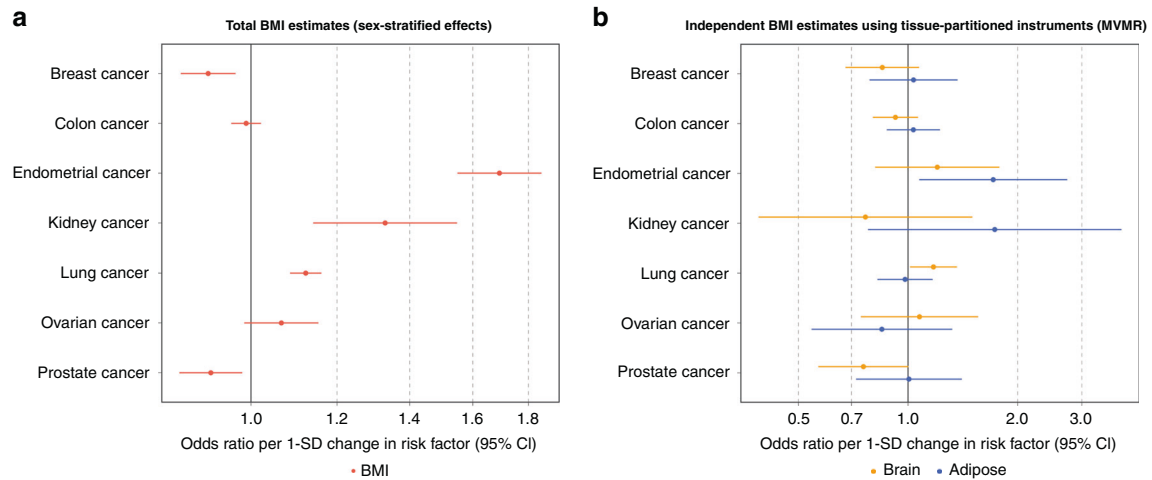 a
Total BMI estimates (sex-stratified effects)
Breast cancer
Colon cancer
Endometrial cancer
Kidney cancer
Lung cancer
Ovarian cancer
Prostate cancer
1.0 1.2 1.4 1.6 1.8
Odds ratio per 1-SD change in risk factor (95% CI)
BMI
b
Independent BMI estimates using tissue-partitioned instruments (MVMR)
Breast cancer
Colon cancer
Endometrial cancer
Kidney cancer
Lung cancer
Ovarian cancer
Prostate cancer
0.5 0.7 1.0 2.0 3.0
Odds ratio per 1-SD change in risk factor (95% CI)
Brain Adipose